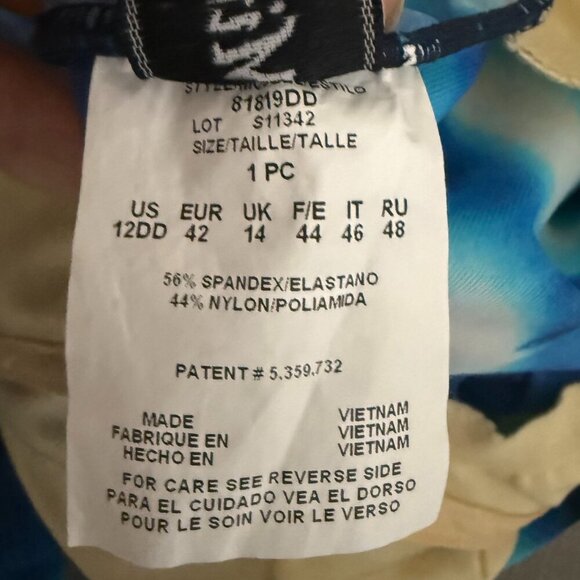 81819DD
LOT S11342
SIZE/TAILLE/TALLE
1 PC
US EUR UK F/E IT RU
12DD 42 14 44 46 48
56% SPANDEX/ELASTANO
44% NYLON/POLIAMIDA
PATENT # 5,359,732
MADE VIETNAM
FABRIQUE EN VIETNAM
HECHO EN VIETNAM
FOR CARE SEE REVERSE SIDE
PARA EL CUIDADO VEA EL DORSO
POUR LE SOIN VOIR LE VERSO